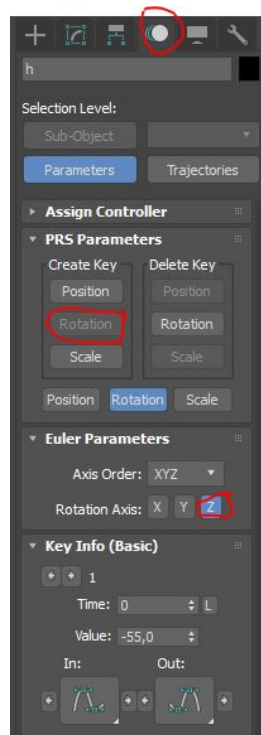 h
Selection Level:
Sub-Object
Parameters Trajectories
Assign Controller
PRS Parameters
Create Key Delete Key
Position Position
Rotation Rotation
Scale Scale
Position Rotation Scale
Euler Parameters
Axis Order: XYZ
Rotation Axis: X Y Z
Key Info (Basic)
1
Time: 0 L
Value: -55,0
In: Out: